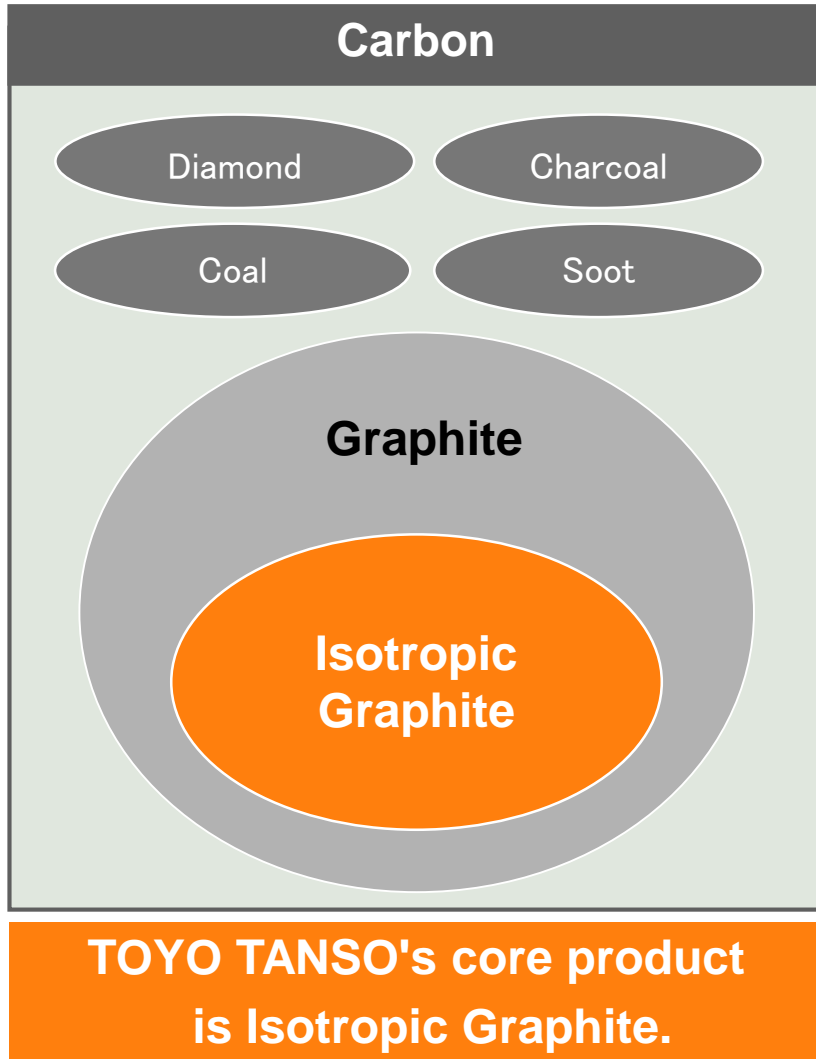 Carbon
Diamond
Charcoal
Coal
Soot
Graphite
Isotropic
Graphite
TOYO TANSO's core product
is Isotropic Graphite.